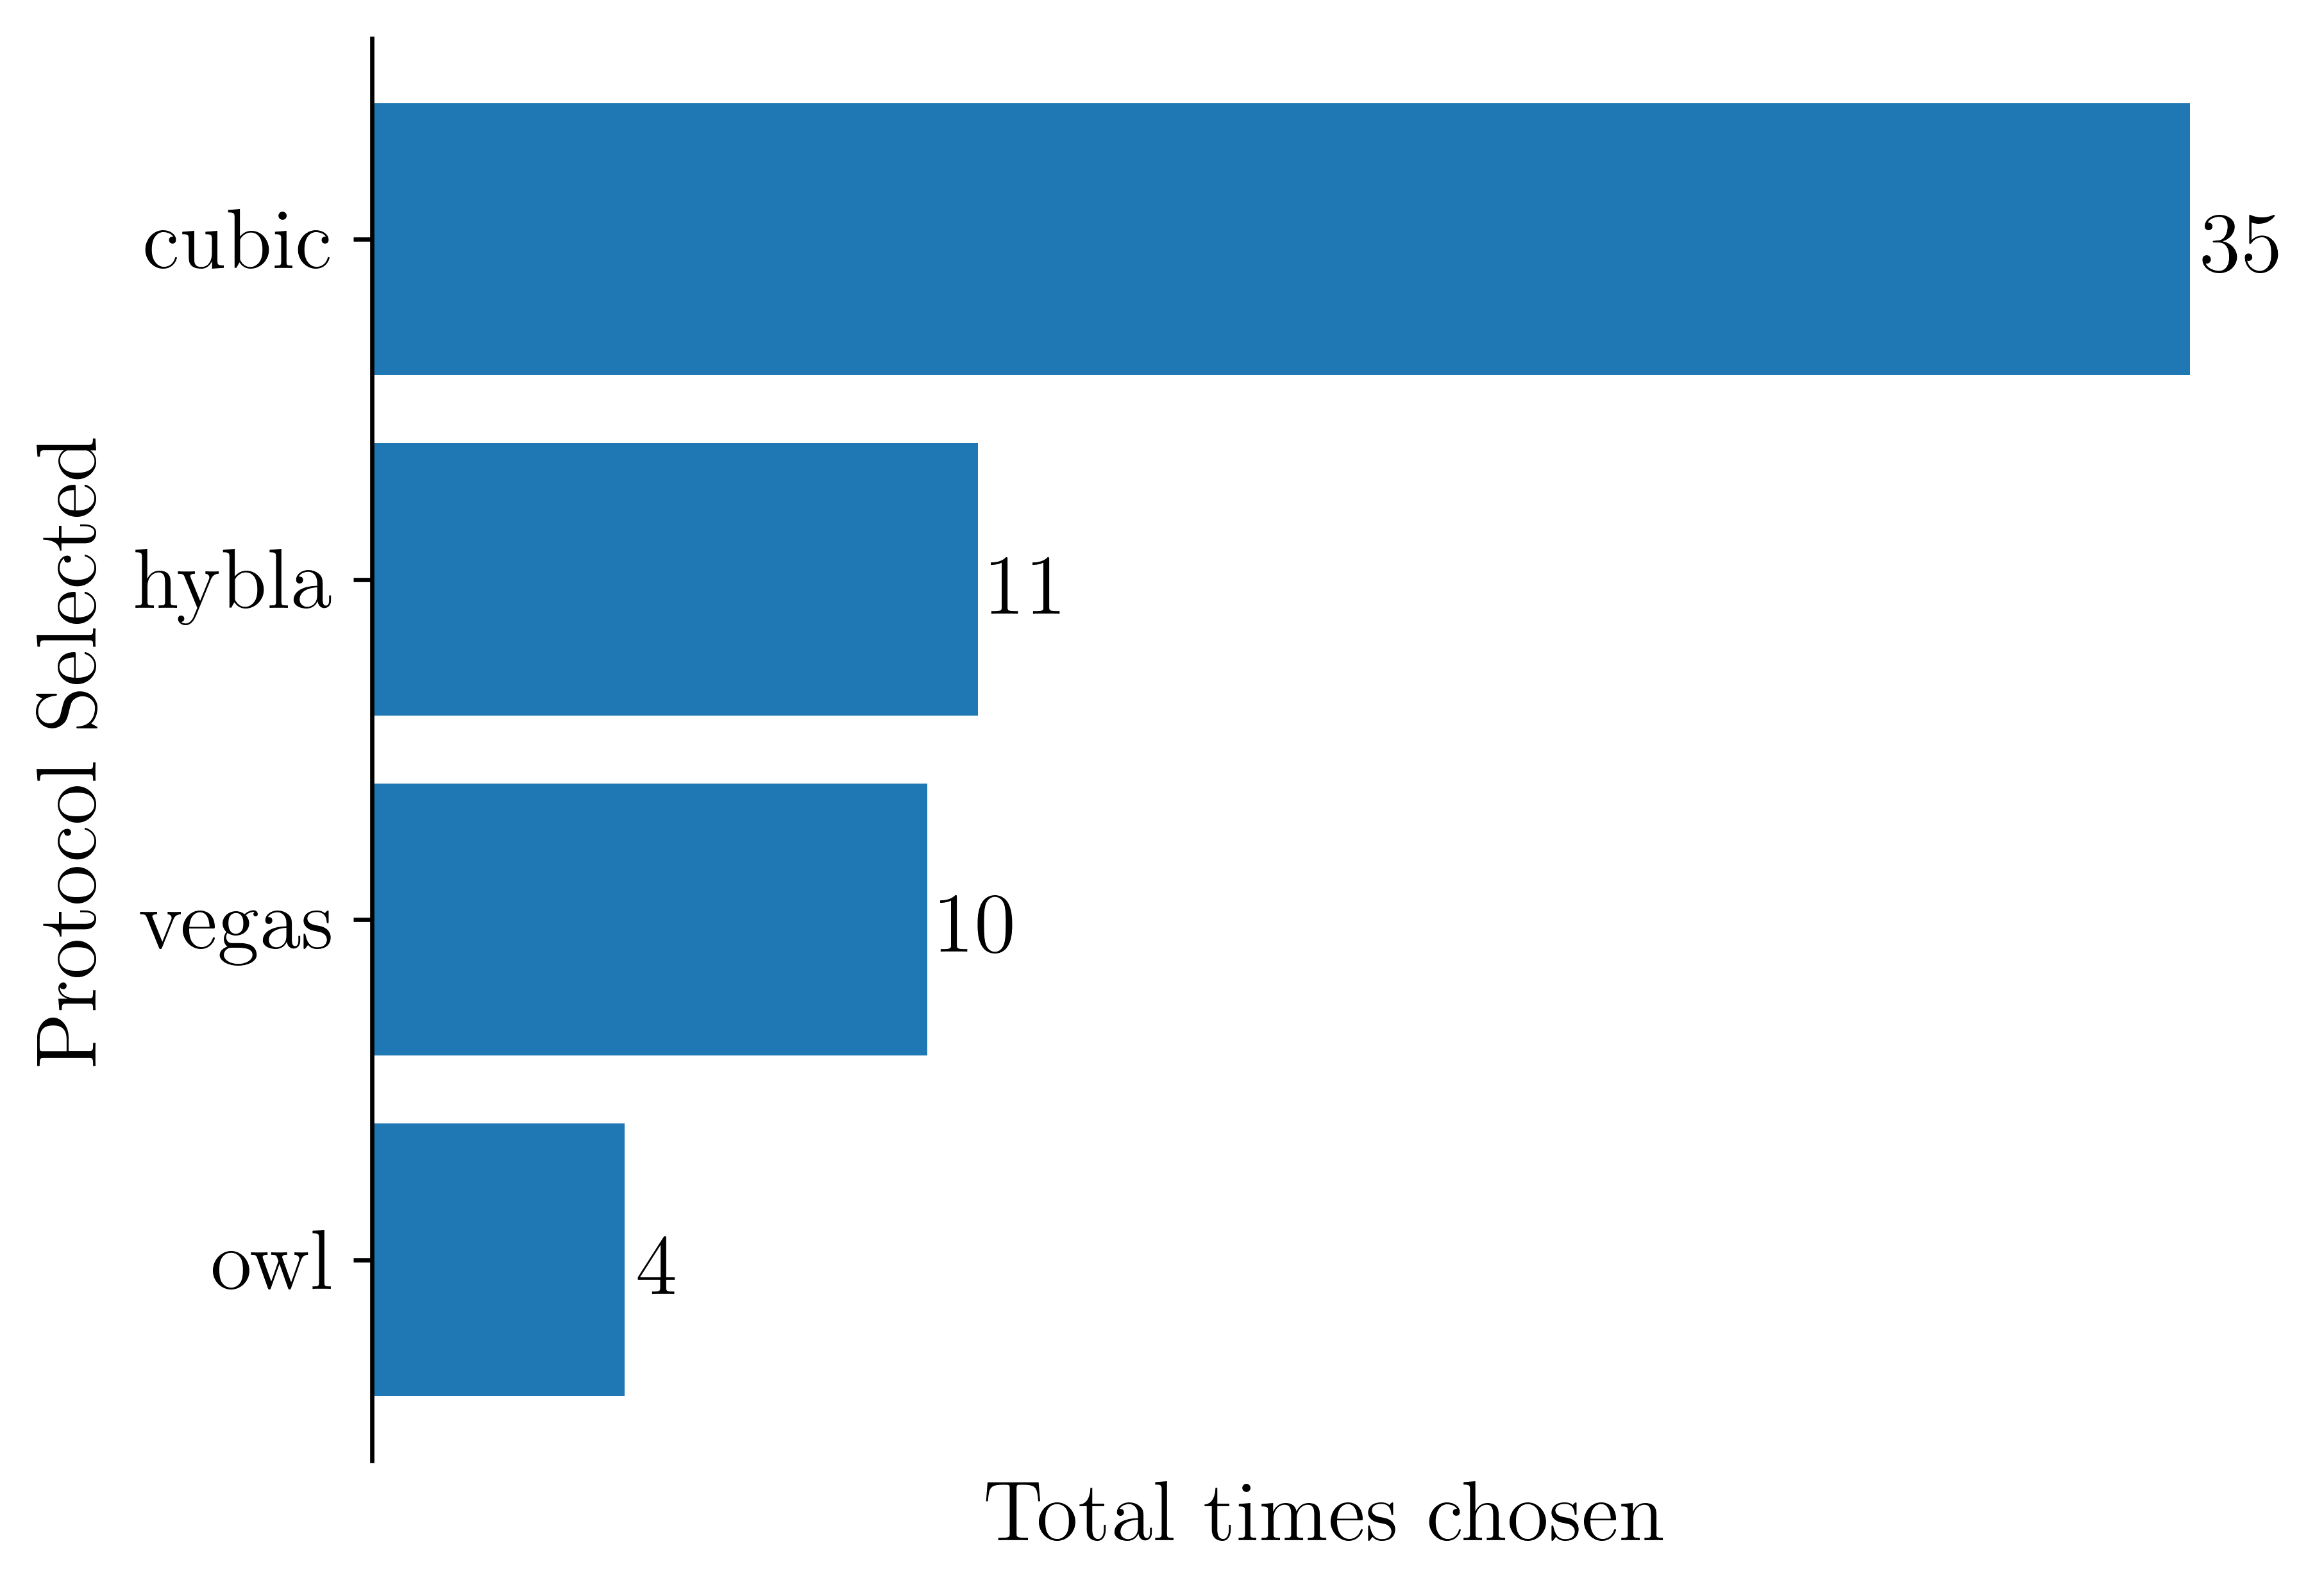 Protocol Selected
cubic
35
hybla
11
vegas
10
owl
4
Total times chosen